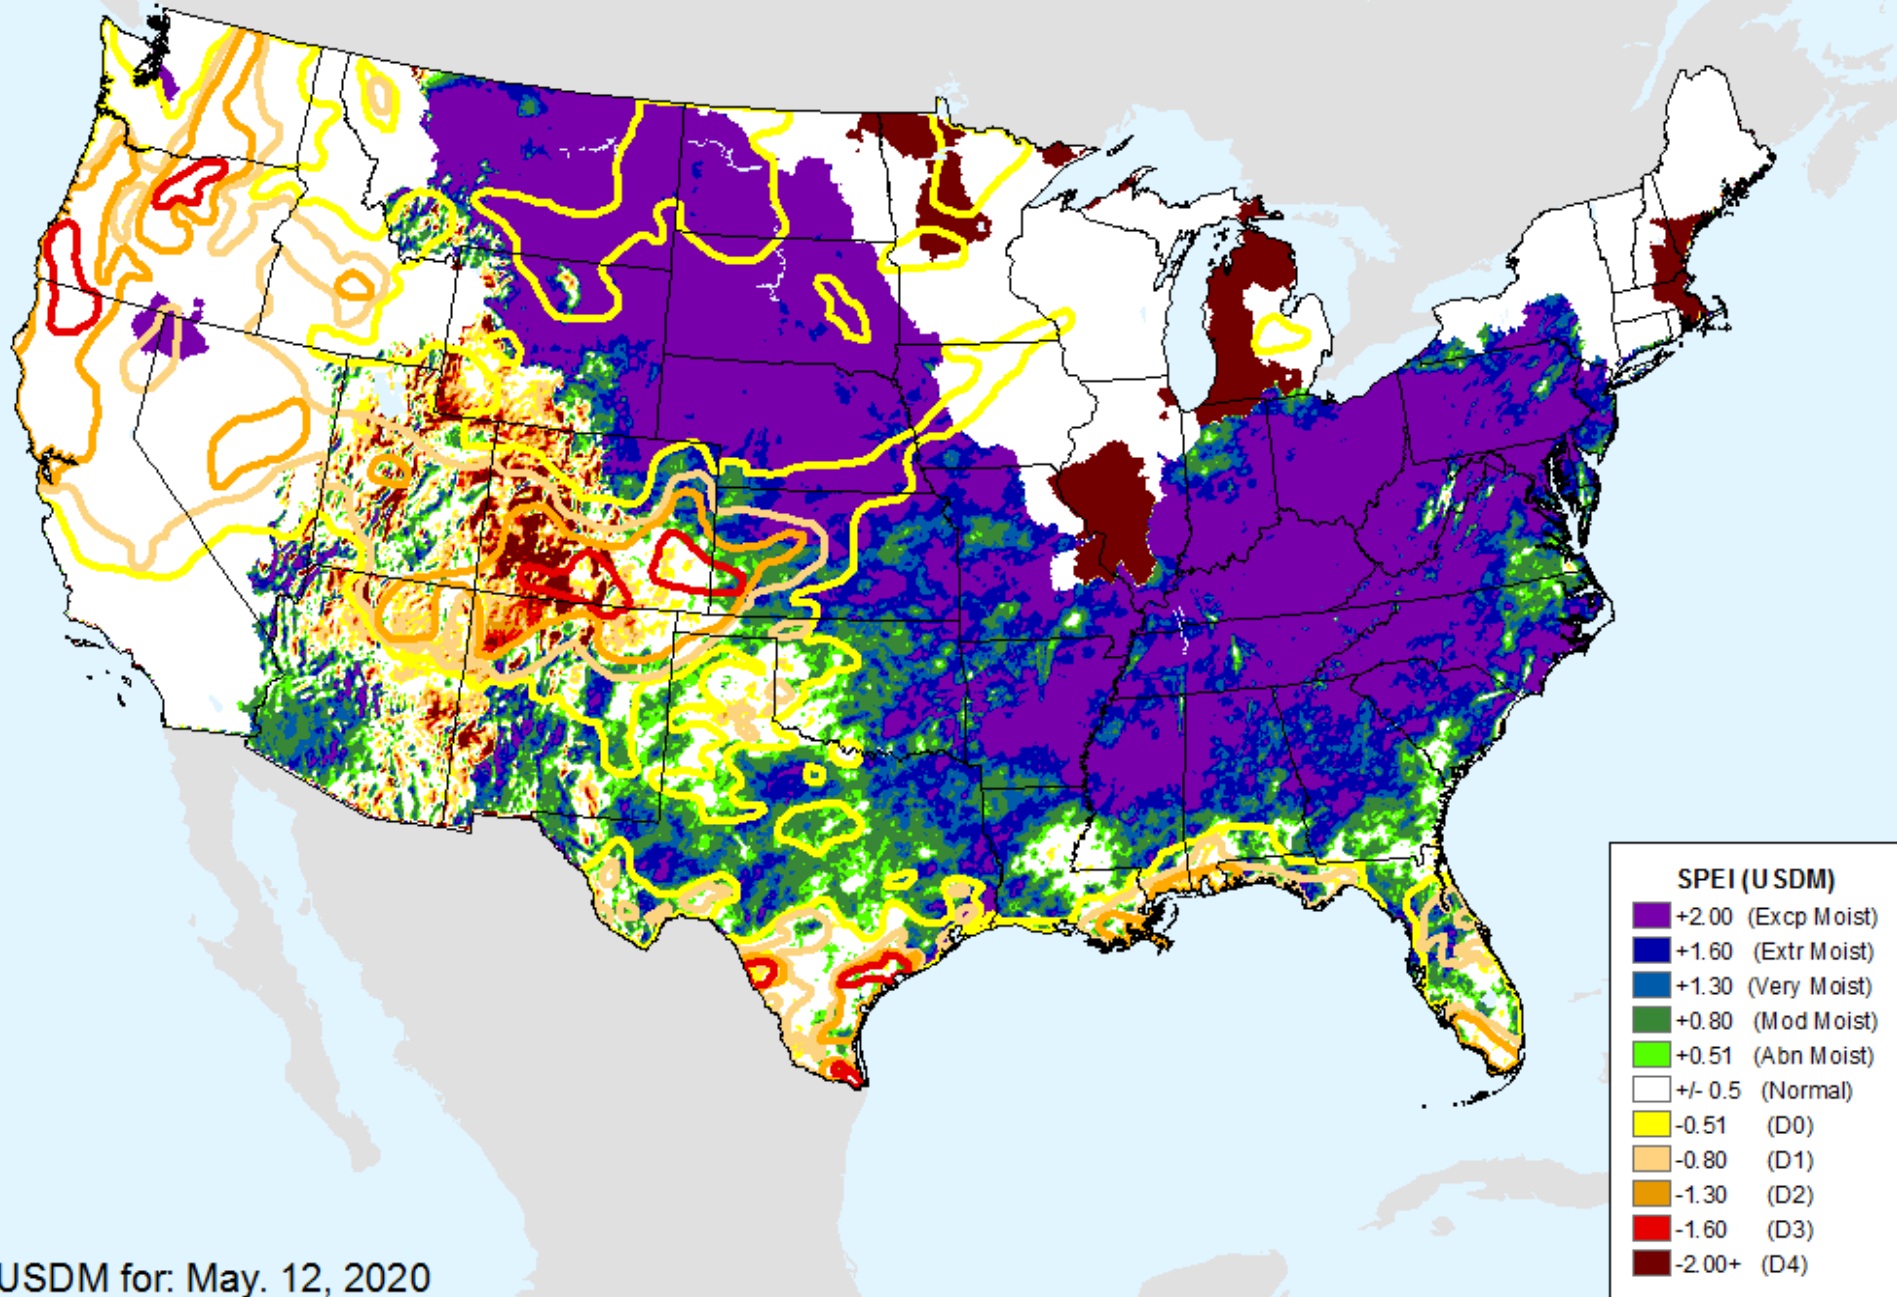 SPEI (USDM)
+2.00 (Excp Moist)
+1.60 (Extr Moist)
+1.30 (Very Moist)
+0.80 (Mod Moist)
+0.51 (Abn Moist)
+/- 0.5 (Normal)
-0.51 (D0)
-0.80 (D1)
-1.30 (D2)
-1.60 (D3)
-2.00+ (D4)
USDM for: May. 12, 2020